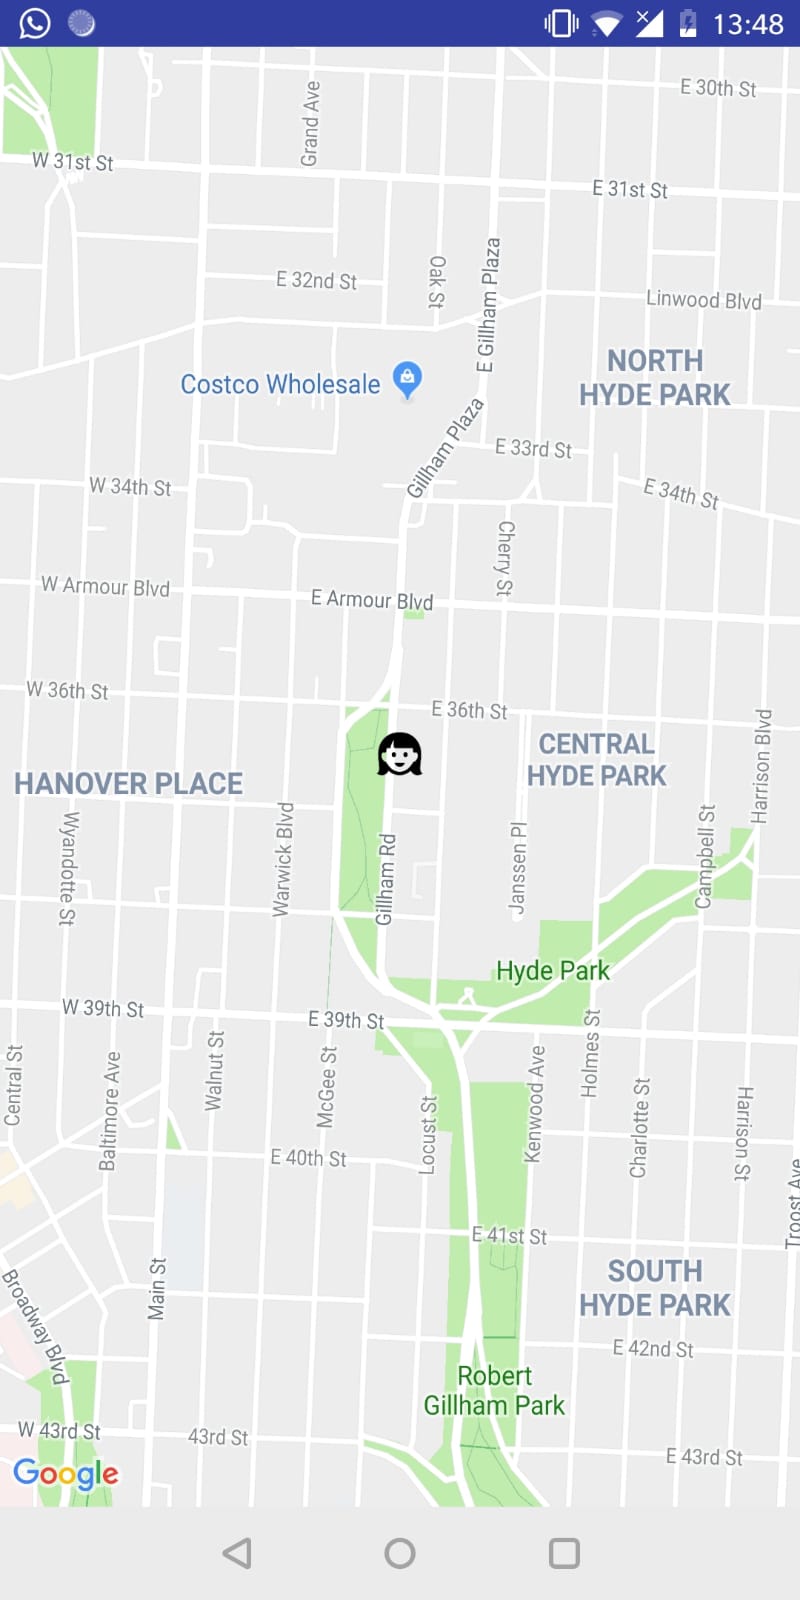 13:48
E 30th St
Grand Ave
W 31st St
E 31st St
E Gillham Plaza
Oak St
E 32nd St
Linwood Blvd
NORTH
HYDE PARK
Costco Wholesale
Gillham Plaza
E 33rd St
W 34th St
E 34th St
Cherry St
W Armour Blvd
E Armour Blvd
W 36th St
E 36th St
Harrison Blvd
CENTRAL
HYDE PARK
HANOVER PLACE
Wyandotte St
Warwick Blvd
Gillham Rd
Janssen Pl
Campbell St
Hyde Park
W 39th St
E 39th St
Central St
Baltimore Ave
Walnut St
McGee St
Locust St
Kenwood Ave
Holmes St
Charlotte St
Harrison St
Troost Ave
E 40th St
E 41st St
Main St
Broadway Blvd
SOUTH
HYDE PARK
E 42nd St
Robert
Gillham Park
W 43rd St
43rd St
E 43rd St
Google